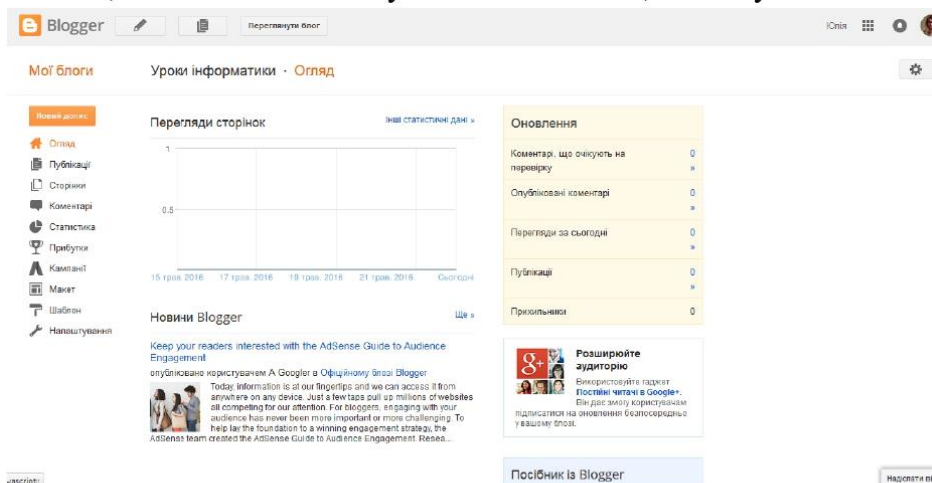 Blogger
Переглянути блог
Юлія
Мої блоги
Уроки інформатики · Огляд
Новий допис
Огляд
Публікації
Сторінки
Коментарі
Статистика
Прибутки
Кампанії
Макет
Шаблон
Налаштування
Перегляди сторінок
Інші статистичні дані »
1
0.5
15 трав. 2016
17 трав. 2016
19 трав. 2016
21 трав. 2016
Сьогодні
Новини Blogger
Ще »
Keep your readers interested with the AdSense Guide to Audience
Engagement
опубліковано користувачем A Googler в Офіційному блозі Blogger
Today, information is at our fingertips and we can access it from
anywhere on any device. Just a few taps pull up millions of websites
all competing for our attention. For bloggers, engaging with your
audience has never been more important or more challenging. To
help lay the foundation to a winning engagement strategy, the
AdSense team created the AdSense Guide to Audience Engagement. Resea...
Оновлення
Коментарі, що очікують на
перевірку
0
»
Опубліковані коментарі
0
»
Перегляди за сьогодні
0
»
Публікації
0
»
Прихильники
0
g+
Розширюйте
аудиторію
Використовуйте гаджет
Постійні читачі в Google+.
Він дає змогу користувачам
підписатися на оновлення безпосередньо
у вашому блозі.
Посібник із Blogger
Надіслати